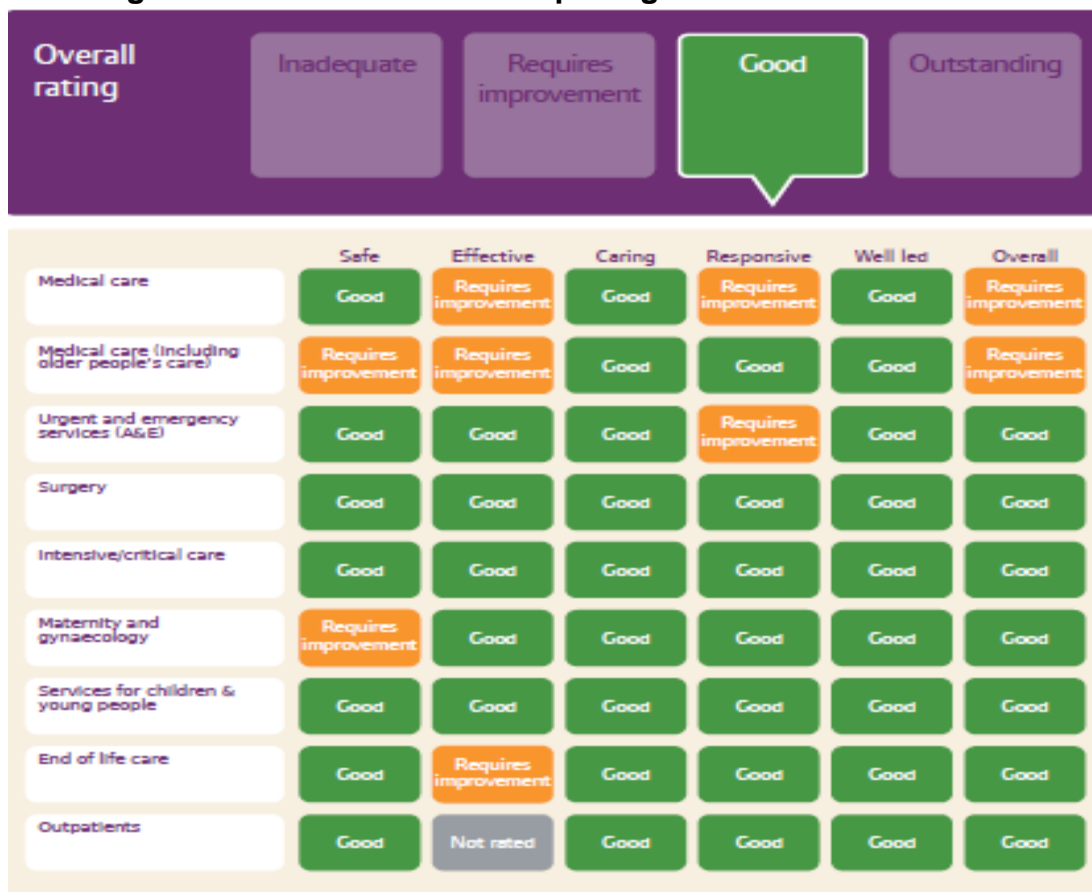 Overall rating
Inadequate
Requires improvement
Good
Outstanding
Safe Effective Caring Responsive Well led Overall
Medical care
Good Requires improvement Good Requires improvement Good Requires improvement
Medical care (including older people's care)
Requires improvement Requires improvement Good Good Good Requires improvement
Urgent and emergency services (A&E)
Good Good Good Requires improvement Good Good
Surgery
Good Good Good Good Good Good
Intensive/critical care
Good Good Good Good Good Good
Maternity and gynaecology
Requires improvement Good Good Good Good Good
Services for children & young people
Good Good Good Good Good Good
End of life care
Good Requires improvement Good Good Good Good
Outpatients
Good Not rated Good Good Good Good